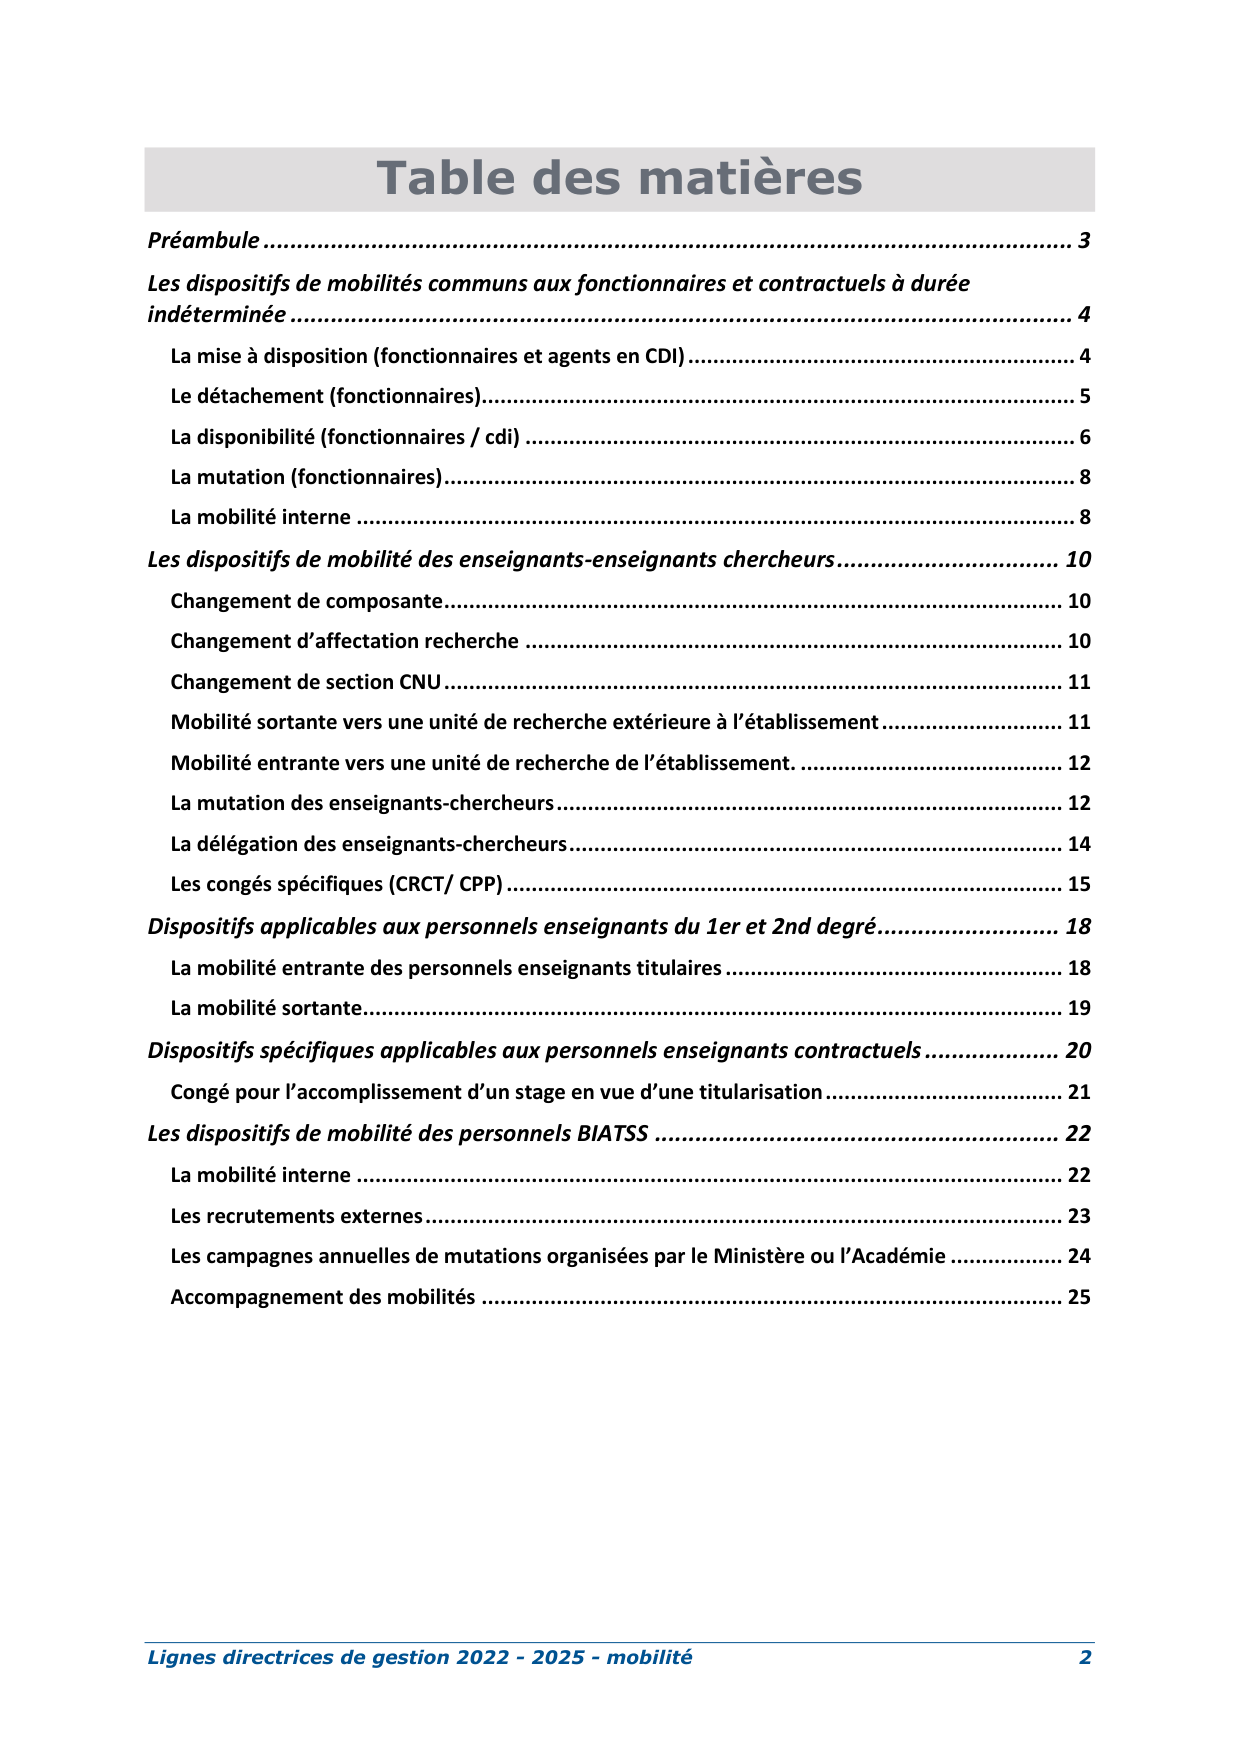 Table des matières
Préambule ........................................................................................................................ 3
Les dispositifs de mobilités communs aux fonctionnaires et contractuels à durée
indéterminée .................................................................................................................... 4
La mise à disposition (fonctionnaires et agents en CDI) .............................................................. 4
Le détachement (fonctionnaires)............................................................................................... 5
La disponibilité (fonctionnaires / cdi) ........................................................................................ 6
La mutation (fonctionnaires)..................................................................................................... 8
La mobilité interne ................................................................................................................... 8
Les dispositifs de mobilité des enseignants-enseignants chercheurs................................. 10
Changement de composante................................................................................................... 10
Changement d’affectation recherche ...................................................................................... 10
Changement de section CNU ................................................................................................... 11
Mobilité sortante vers une unité de recherche extérieure à l’établissement ............................. 11
Mobilité entrante vers une unité de recherche de l’établissement. .......................................... 12
La mutation des enseignants-chercheurs ................................................................................. 12
La délégation des enseignants-chercheurs............................................................................... 14
Les congés spécifiques (CRCT/ CPP) ......................................................................................... 15
Dispositifs applicables aux personnels enseignants du 1er et 2nd degré........................... 18
La mobilité entrante des personnels enseignants titulaires ...................................................... 18
La mobilité sortante................................................................................................................ 19
Dispositifs spécifiques applicables aux personnels enseignants contractuels .................... 20
Congé pour l’accomplissement d’un stage en vue d’une titularisation ...................................... 21
Les dispositifs de mobilité des personnels BIATSS ............................................................ 22
La mobilité interne ................................................................................................................. 22
Les recrutements externes ...................................................................................................... 23
Les campagnes annuelles de mutations organisées par le Ministère ou l’Académie .................. 24
Accompagnement des mobilités ............................................................................................. 25
Lignes directrices de gestion 2022 - 2025 - mobilité 2